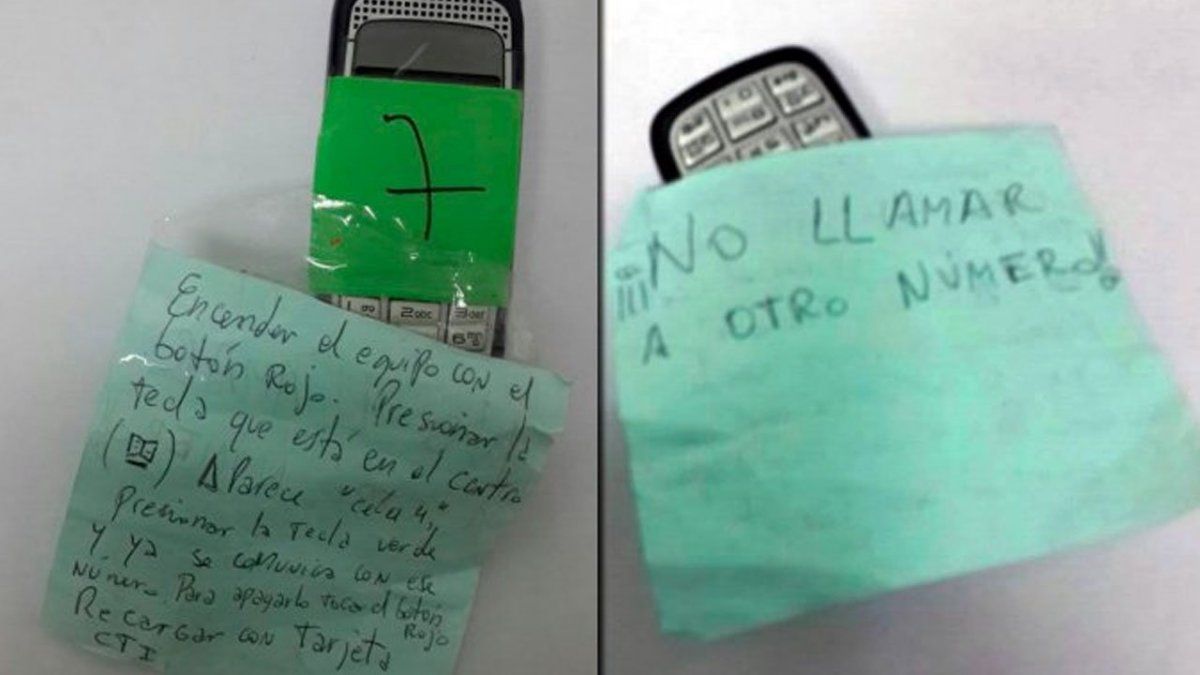 7
Encender el equipo con el
botón Rojo. Presionar la
tecla que está en el centro
( ) Aparece "celu 4"
Presionar la tecla verde
y ya se comunica con ese
número. Para apagarlo tocar el botón
Rojo
Recargar con Tarjeta
CTI
¡¡¡No LLAMAR
A OTRO NÚMERO!